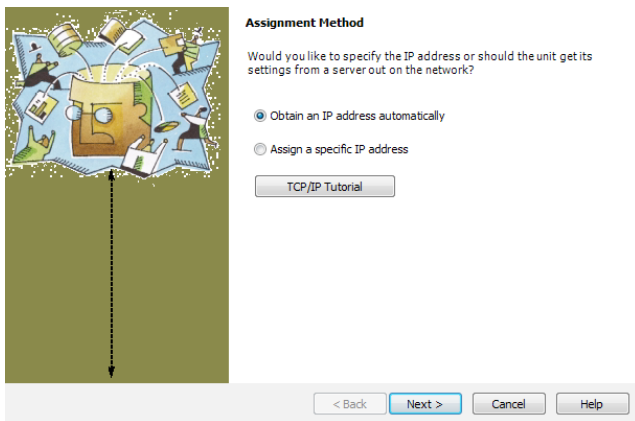 Assignment Method
Would you like to specify the IP address or should the unit get its
settings from a server out on the network?
Obtain an IP address automatically
Assign a specific IP address
TCP/IP Tutorial
< Back
Next >
Cancel
Help